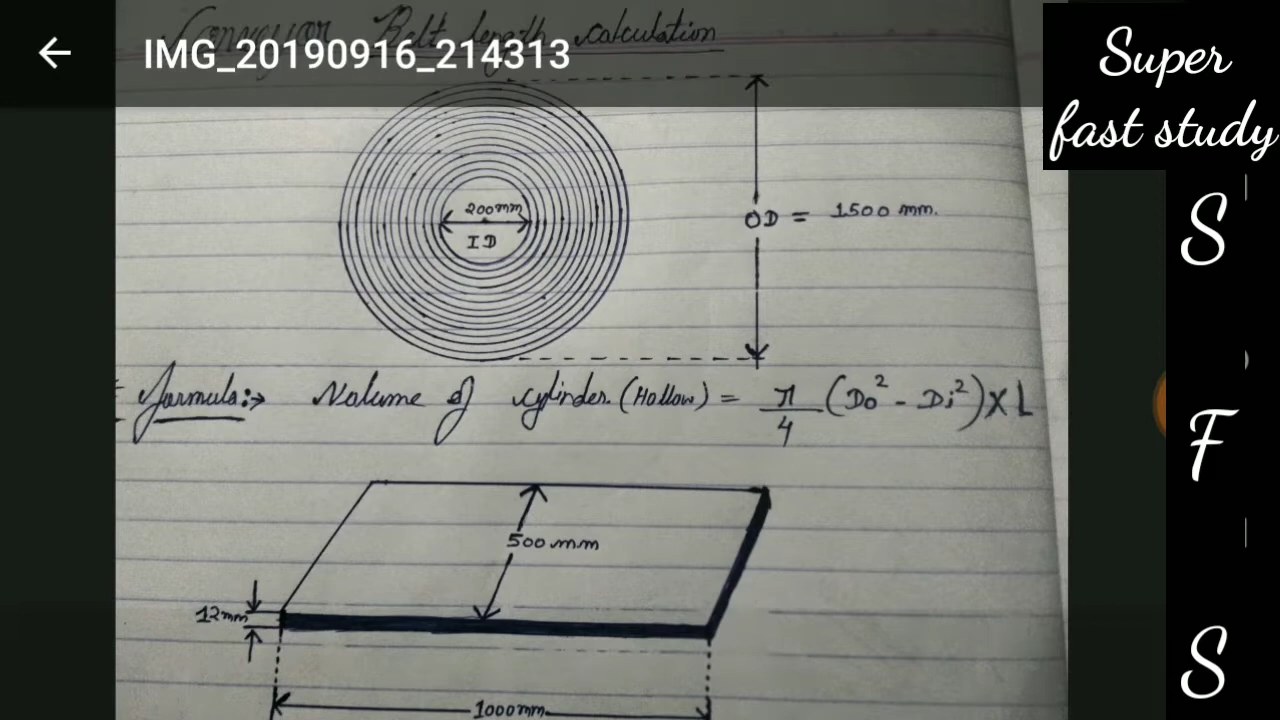 Conveyor Belt length calculation
IMG_20190916_214313
Super
fast study
200mm
ID
OD = 1500 mm.
S
formula:→ Volume of cylinder. (Hollow) = π/4 (Do² - Di²)×L
F
500 mm
12mm
S
1000mm